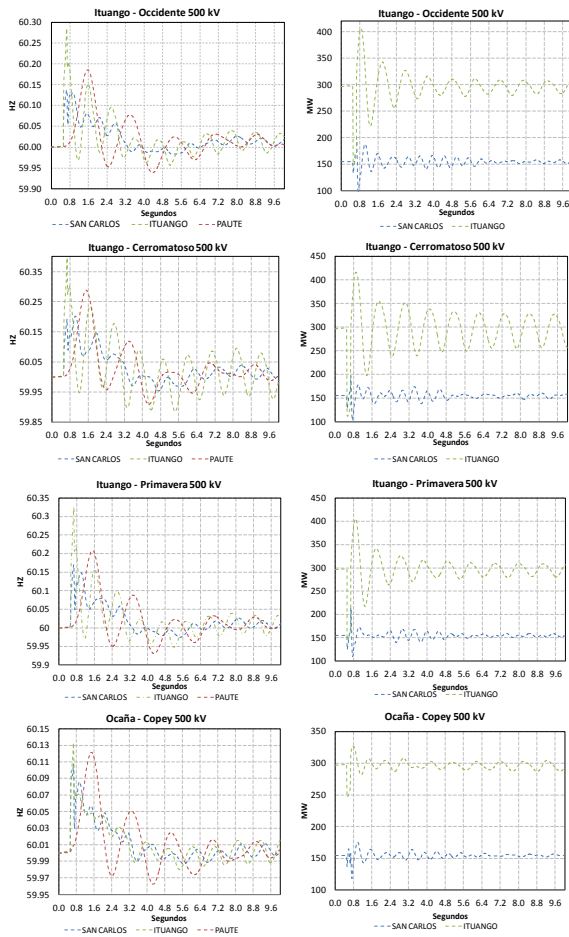 Ituango - Occidente 500 kV
60.30
60.25
60.20
60.15
60.10
60.05
60.00
59.95
59.90
HZ
0.0 0.8 1.6 2.4 3.2 4.0 4.8 5.6 6.4 7.2 8.0 8.8 9.6
Segundos
SAN CARLOS ITUANGO PAUTE
Ituango - Occidente 500 kV
400
350
300
250
200
150
100
MW
0.0 0.8 1.6 2.4 3.2 4.0 4.8 5.6 6.4 7.2 8.0 8.8 9.6
Segundos
SAN CARLOS ITUANGO
Ituango - Cerromatoso 500 kV
60.35
60.25
60.15
60.05
59.95
59.85
HZ
0.0 0.8 1.6 2.4 3.2 4.0 4.8 5.6 6.4 7.2 8.0 8.8 9.6
Segundos
SAN CARLOS ITUANGO PAUTE
Ituango - Cerromatoso 500 kV
450
400
350
300
250
200
150
100
MW
0.0 0.8 1.6 2.4 3.2 4.0 4.8 5.6 6.4 7.2 8.0 8.8 9.6
Segundos
SAN CARLOS ITUANGO
Ituango - Primavera 500 kV
60.35
60.3
60.25
60.2
60.15
60.1
60.05
60
59.95
59.9
HZ
0.0 0.8 1.6 2.4 3.2 4.0 4.8 5.6 6.4 7.2 8.0 8.8 9.6
Segundos
SAN CARLOS ITUANGO PAUTE
Ituango - Primavera 500 kV
450
400
350
300
250
200
150
100
MW
0.0 0.8 1.6 2.4 3.2 4.0 4.8 5.6 6.4 7.2 8.0 8.8 9.6
Segundos
SAN CARLOS ITUANGO
Ocaña - Copey 500 kV
60.15
60.13
60.11
60.09
60.07
60.05
60.03
60.01
59.99
59.97
59.95
HZ
0.0 0.8 1.6 2.4 3.2 4.0 4.8 5.6 6.4 7.2 8.0 8.8 9.6
Segundos
SAN CARLOS ITUANGO PAUTE
Ocaña - Copey 500 kV
350
300
250
200
150
100
MW
0.0 0.8 1.6 2.4 3.2 4.0 4.8 5.6 6.4 7.2 8.0 8.8 9.6
Segundos
SAN CARLOS ITUANGO